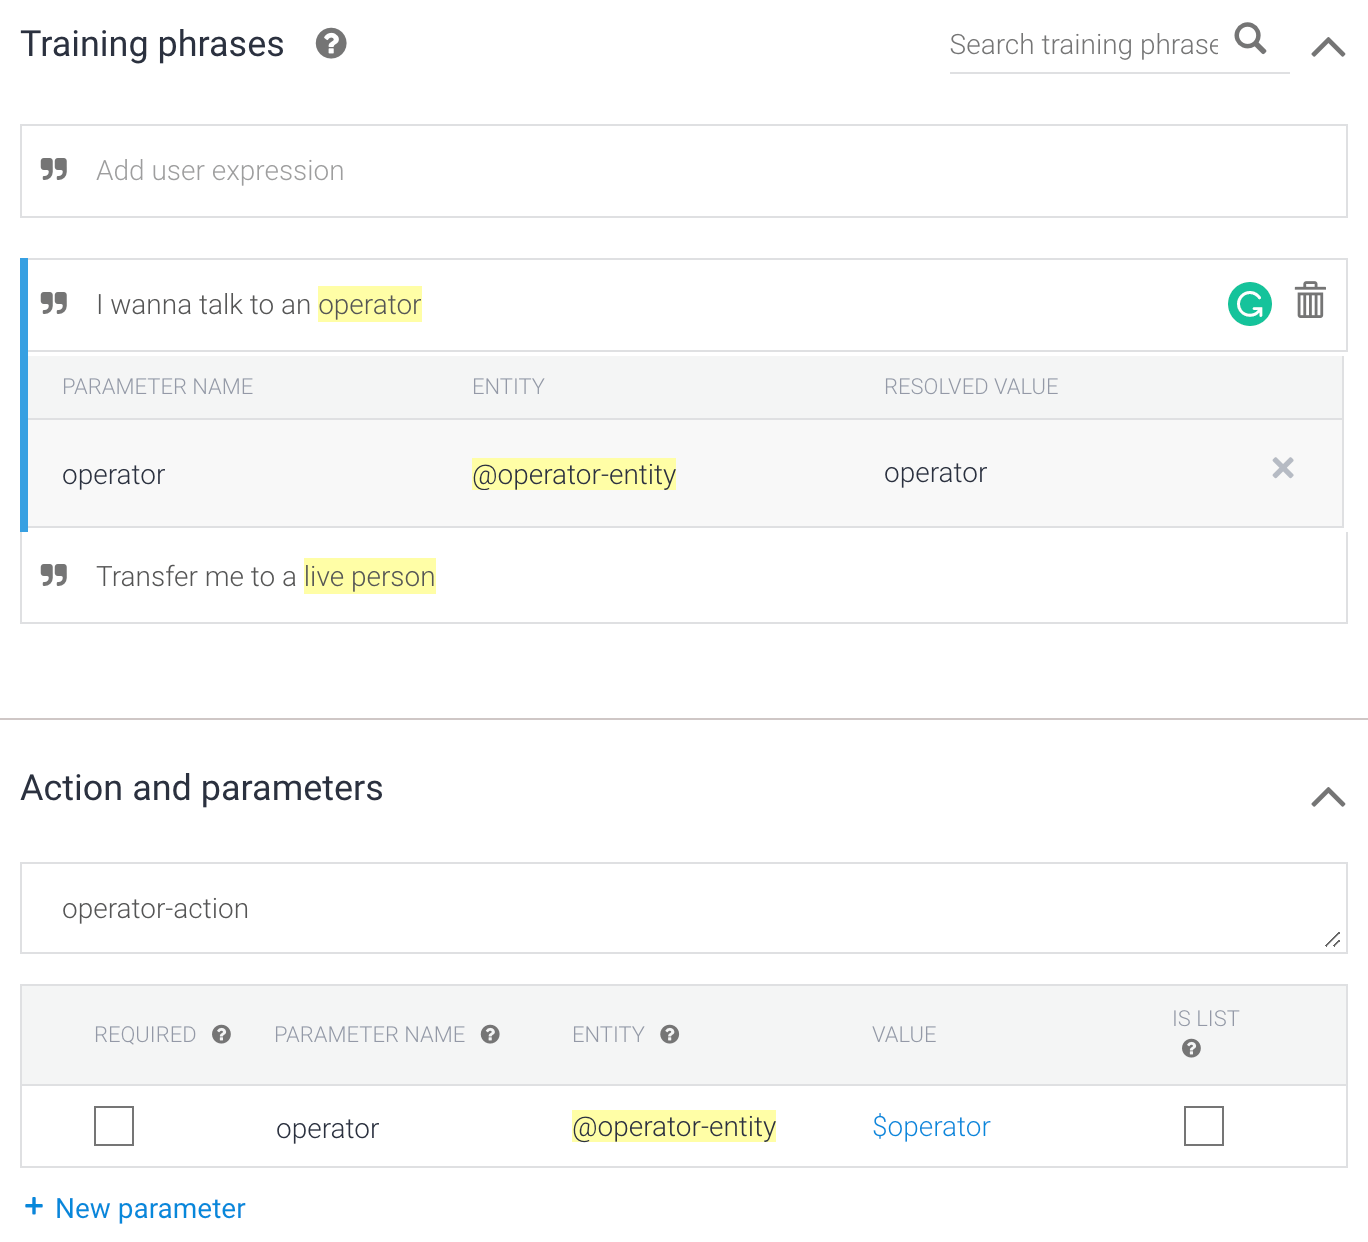 Training phrases
Search training phrase
Add user expression
I wanna talk to an operator
PARAMETER NAME ENTITY RESOLVED VALUE
operator @operator-entity operator
Transfer me to a live person
Action and parameters
operator-action
REQUIRED PARAMETER NAME ENTITY VALUE IS LIST
operator @operator-entity $operator
+ New parameter